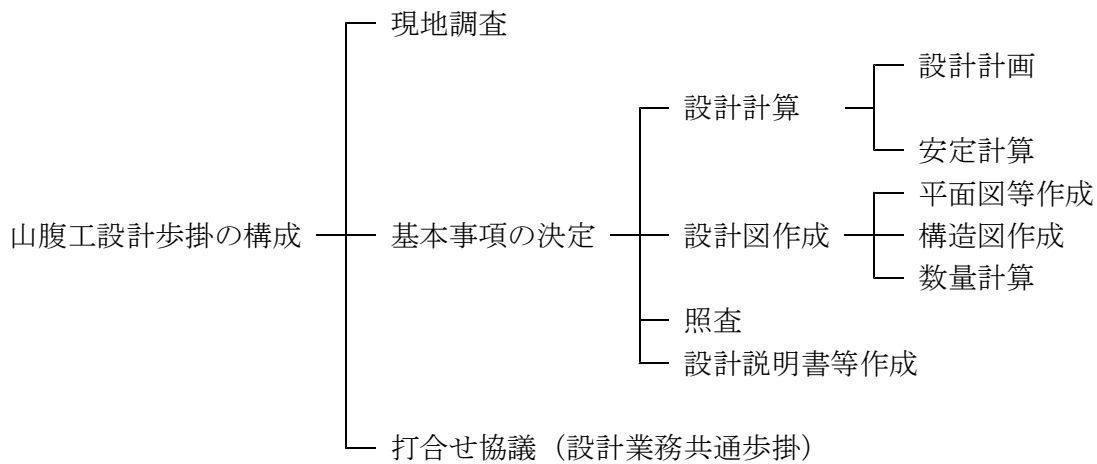 現地調査
設計計画
設計計算
安定計算
平面図等作成
山腹工設計歩掛の構成
基本事項の決定
設計図作成
構造図作成
数量計算
照査
設計説明書等作成
打合せ協議（設計業務共通歩掛）